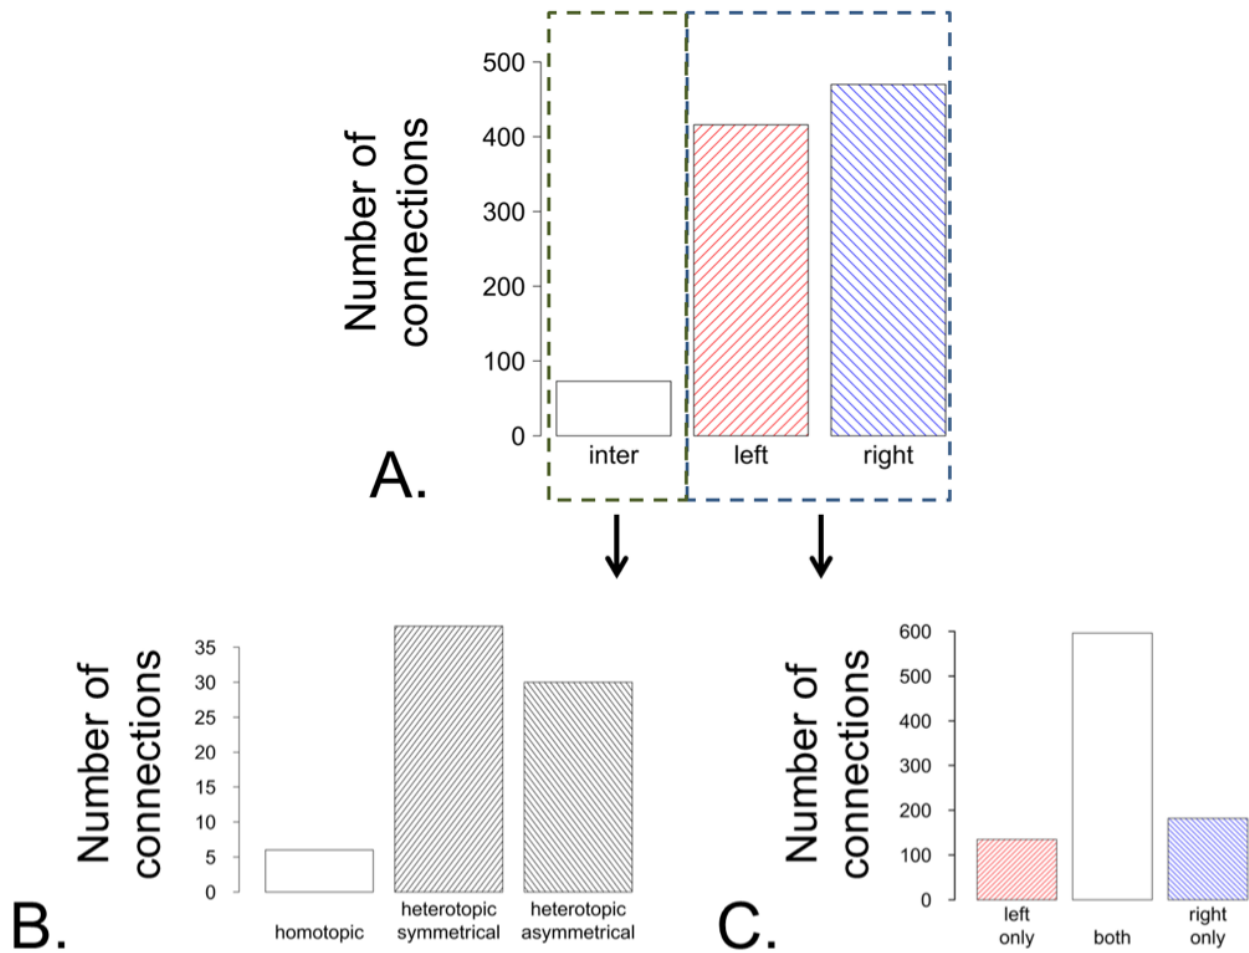 Number of
connections
500
400
300
200
100
0
inter left right
A.
Number of
connections
35
30
25
20
15
10
5
0
homotopic
heterotopic
symmetrical
heterotopic
asymmetrical
B.
Number of
connections
600
500
400
300
200
100
0
left
only
both
right
only
C.